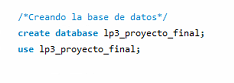 /*Creando la base de datos*/
create database lp3_proyecto_final;
use lp3_proyecto_final;